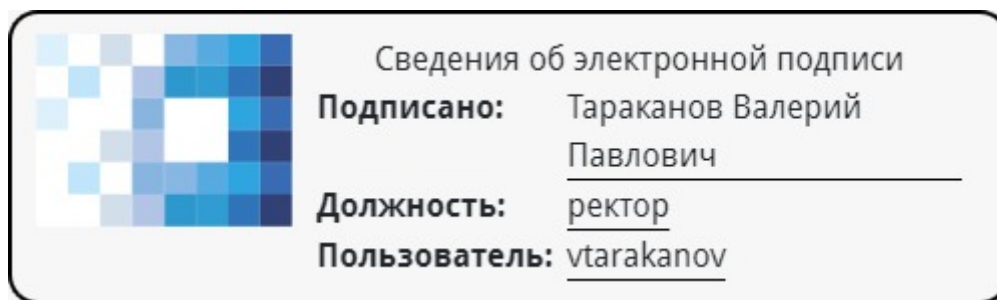 Сведения об электронной подписи
Подписано: Тараканов Валерий
Павлович
Должность: ректор
Пользователь: vtarakanov